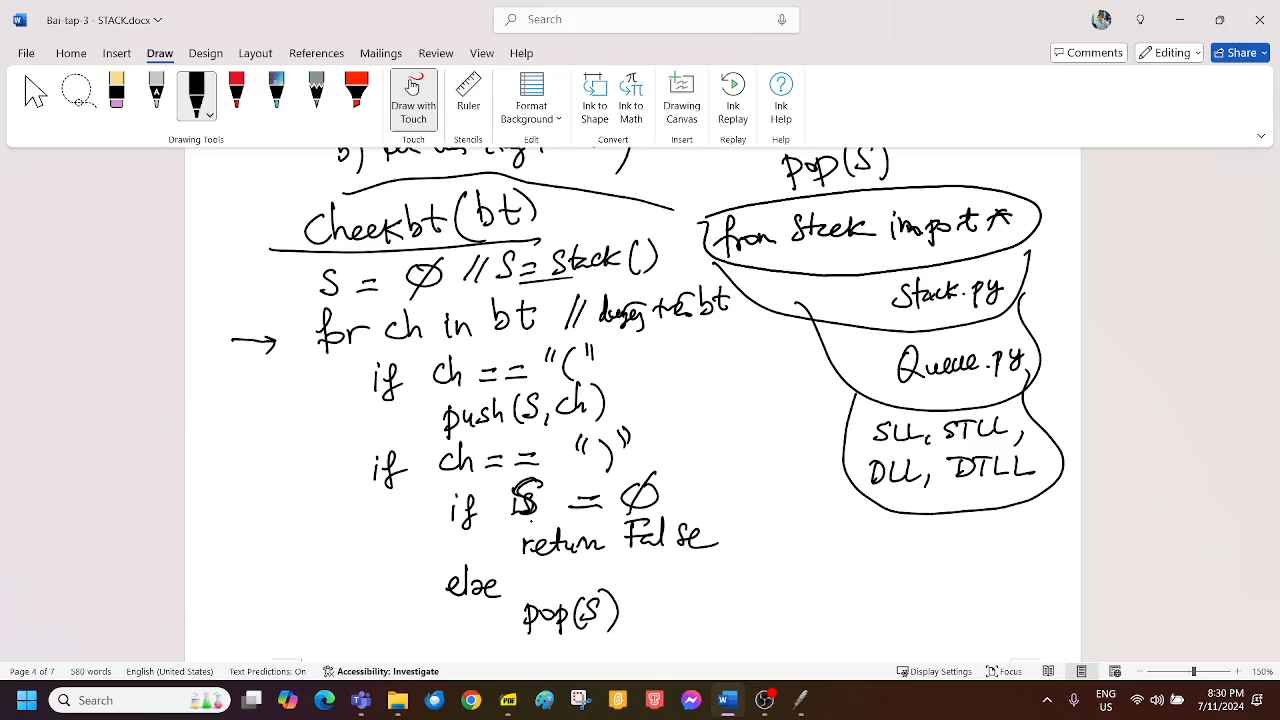 Bai-tap-3 - STACK.docx
Search
File Home Insert Draw Design Layout References Mailings Review View Help
Comments Editing Share
Draw with Touch
Ruler
Format Background
Ink to Shape
Ink to Math
Drawing Canvas
Ink Replay
Ink Help
Drawing Tools Touch Stencils Edit Convert Insert Replay Help
b)
pop(S)
Checkbt(bt)
from Stack import *
S = ∅ // S = Stack()
Stack.py
for ch in bt // bt
Queue.py
if ch == "("
push(S, ch)
SLL, STLL,
DLL, DTLL
if ch == ")"
if S = ∅
return False
else
pop(S)
Page 4 of 7 580 words English (United States) Text Predictions: On Accessibility: Investigate Display Settings Focus 150%
Search
ENG
US
8:30 PM
7/11/2024